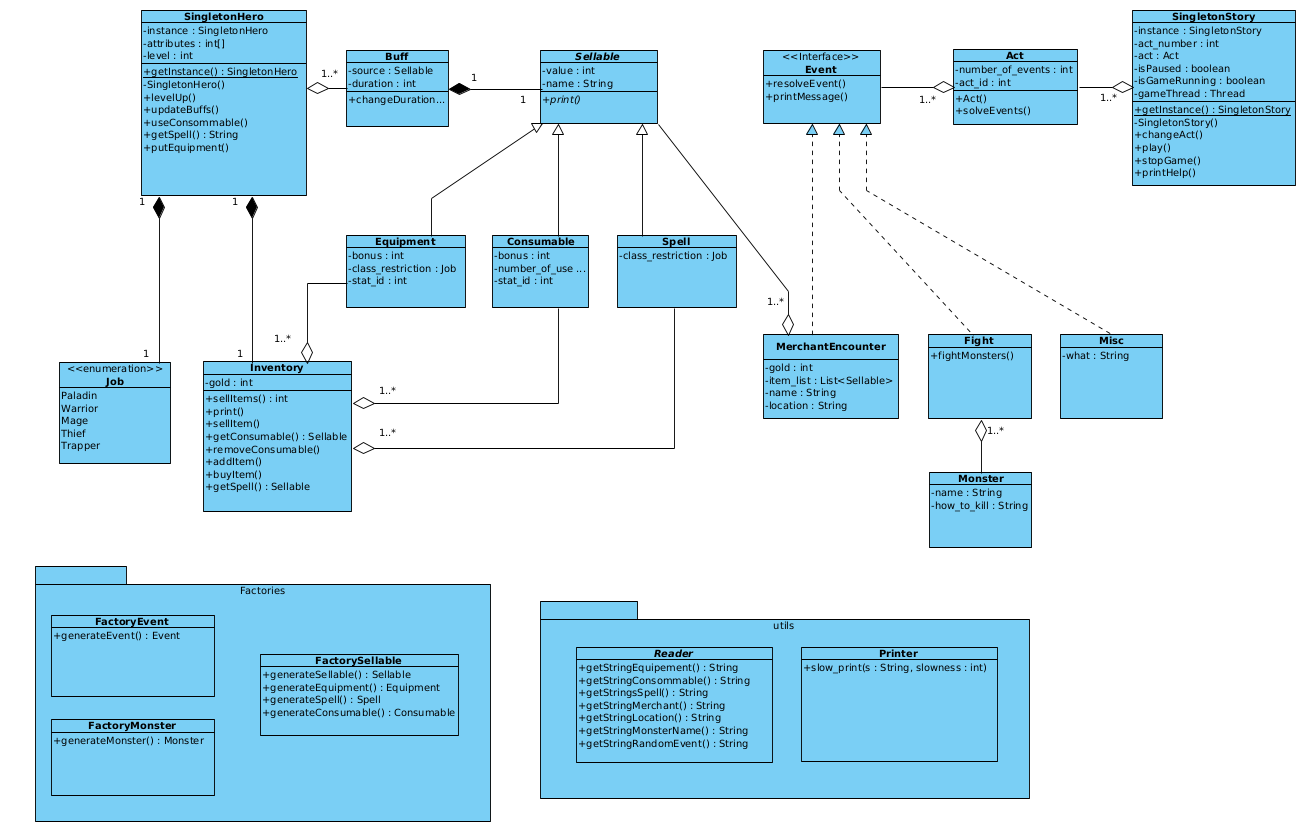 SingletonHero
-instance : SingletonHero
-attributes : int[]
-level : int
+getInstance() : SingletonHero
-SingletonHero()
+levelUp()
+updateBuffs()
+useConsommable()
+getSpell() : String
+putEquipment()
1..*
Buff
-source : Sellable
-duration : int
+changeDuration...
1
1
Sellable
-value : int
-name : String
+print()
<<Interface>>
Event
+resolveEvent()
+printMessage()
1..*
Act
-number_of_events : int
-act_id : int
+Act()
+solveEvents()
1..*
SingletonStory
-instance : SingletonStory
-act_number : int
-act : Act
-isPaused : boolean
-isGameRunning : boolean
-gameThread : Thread
+getInstance() : SingletonStory
-SingletonStory()
+changeAct()
+play()
+stopGame()
+printHelp()
1
1
Equipment
-bonus : int
-class_restriction : Job
-stat_id : int
Consumable
-bonus : int
-number_of_use ...
-stat_id : int
Spell
-class_restriction : Job
1..*
1..*
1
1
<<enumeration>>
Job
Paladin
Warrior
Mage
Thief
Trapper
Inventory
-gold : int
+sellItems() : int
+print()
+sellItem()
+getConsumable() : Sellable
+removeConsumable()
+addItem()
+buyItem()
+getSpell() : Sellable
1..*
1..*
MerchantEncounter
-gold : int
-item_list : List<Sellable>
-name : String
-location : String
Fight
+fightMonsters()
Misc
-what : String
1..*
Monster
-name : String
-how_to_kill : String
Factories
FactoryEvent
+generateEvent() : Event
FactorySellable
+generateSellable() : Sellable
+generateEquipment() : Equipment
+generateSpell() : Spell
+generateConsumable() : Consumable
FactoryMonster
+generateMonster() : Monster
utils
Reader
+getStringEquipement() : String
+getStringConsommable() : String
+getStringsSpell() : String
+getStringMerchant() : String
+getStringLocation() : String
+getStringMonsterName() : String
+getStringRandomEvent() : String
Printer
+slow_print(s : String, slowness : int)